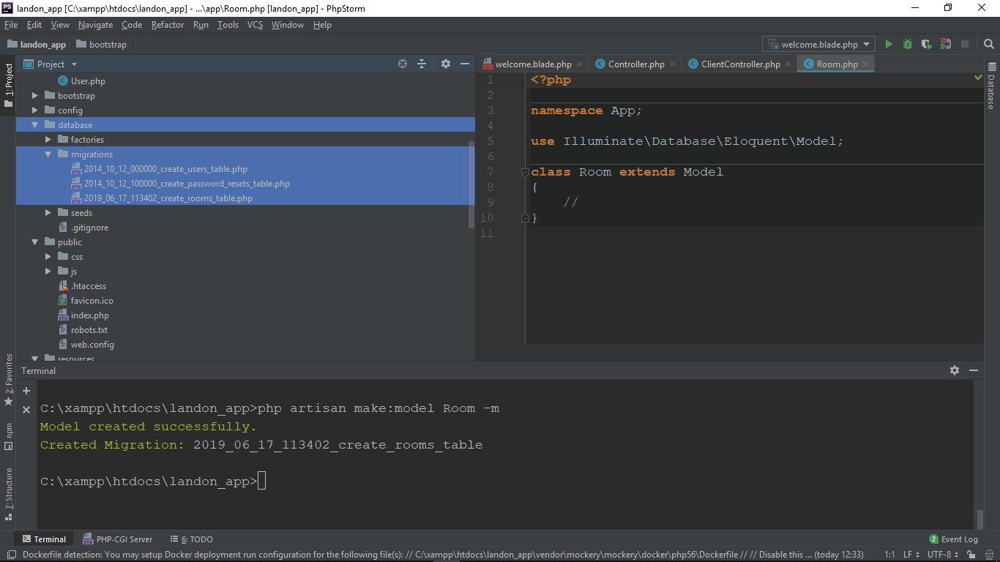 landon_app [C:\xampp\htdocs\landon_app] - ...\app\Room.php [landon_app] - PhpStorm
File Edit View Navigate Code Refactor Run Tools VCS Window Help
landon_app bootstrap welcome.blade.php
1: Project
2: Favorites
npm
7: Structure
Project
User.php
bootstrap
config
database
factories
migrations
2014_10_12_000000_create_users_table.php
2014_10_12_100000_create_password_resets_table.php
2019_06_17_113402_create_rooms_table.php
seeds
.gitignore
public
css
js
.htaccess
favicon.ico
index.php
robots.txt
web.config
resources
welcome.blade.php Controller.php ClientController.php Room.php
1 <?php
2
3 namespace App;
4
5 use Illuminate\Database\Eloquent\Model;
6
7 class Room extends Model
8 {
9 //
10 }
11
Database
Terminal
C:\xampp\htdocs\landon_app>php artisan make:model Room -m
Model created successfully.
Created Migration: 2019_06_17_113402_create_rooms_table
C:\xampp\htdocs\landon_app>
Terminal PHP-CGI Server 6: TODO 2 Event Log
Dockerfile detection: You may setup Docker deployment run configuration for the following file(s): // C:\xampp\htdocs\landon_app\vendor\mockery\mockery\docker\php56\Dockerfile // // Disable this ... (today 12:33) 1:1 LF UTF-8